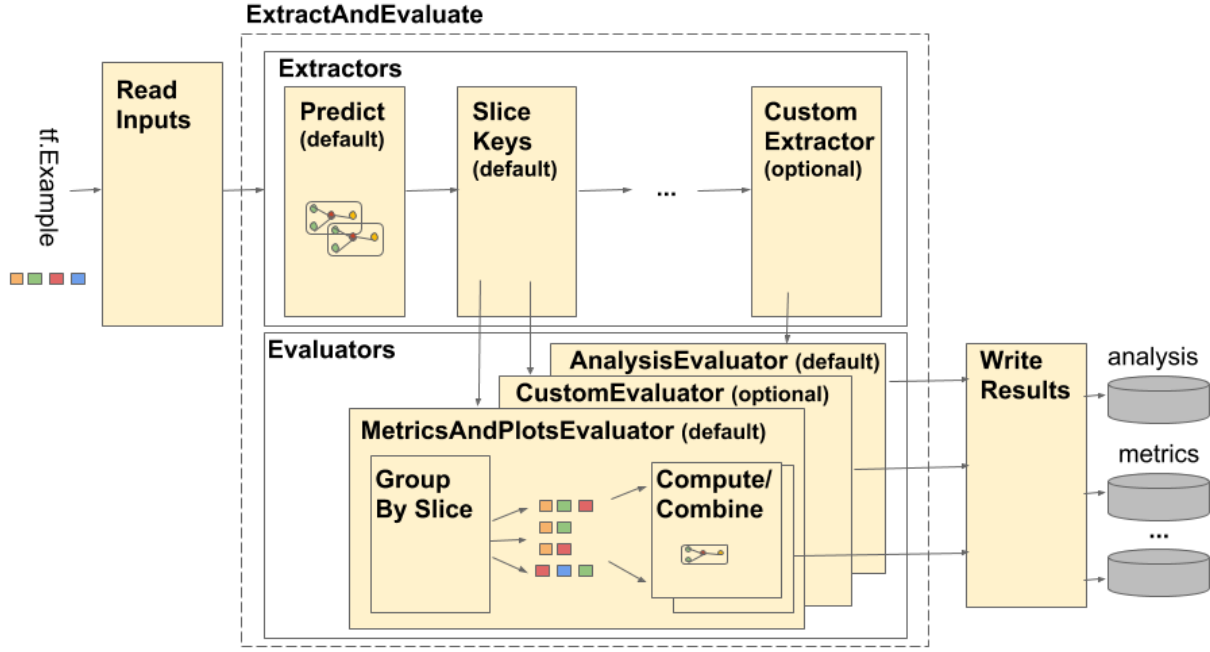 ExtractAndEvaluate
Extractors
Read
Inputs
tf.Example
Predict
(default)
Slice
Keys
(default)
...
Custom
Extractor
(optional)
Evaluators
AnalysisEvaluator (default)
CustomEvaluator (optional)
MetricsAndPlotsEvaluator (default)
Group
By Slice
Compute/
Combine
Write
Results
analysis
metrics
...